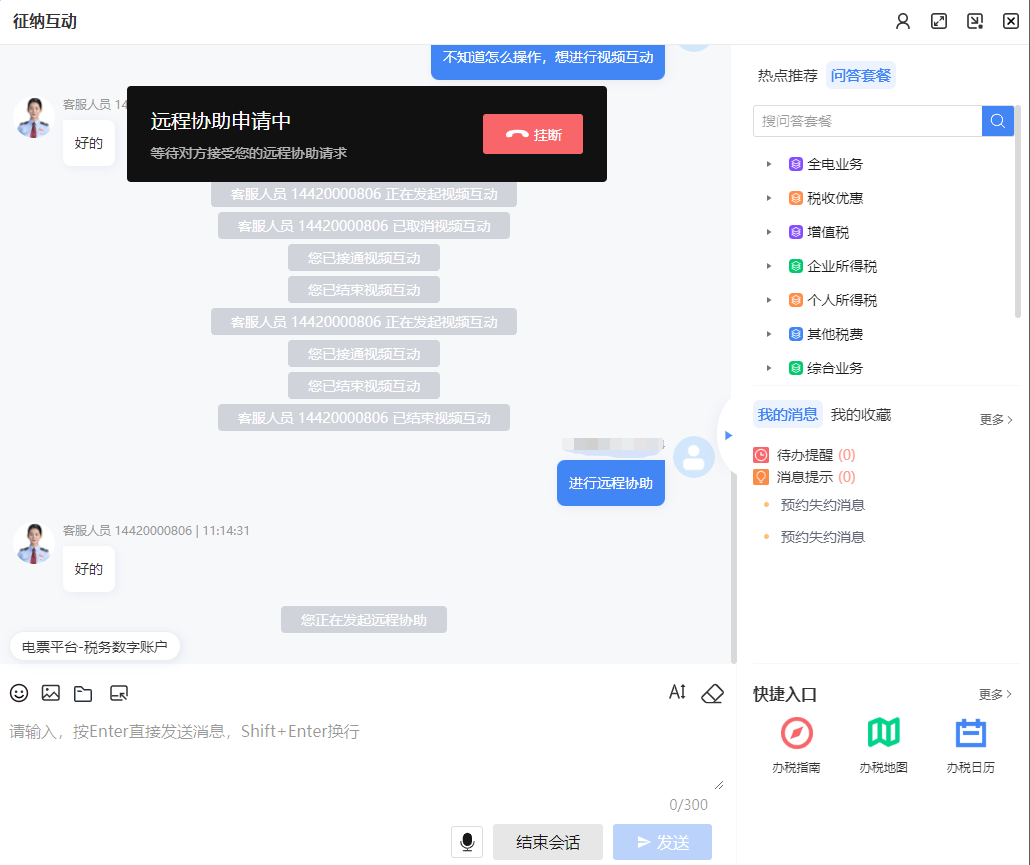 征纳互动
不知道怎么操作，想进行视频互动
客服人员 14
好的
远程协助申请中
等待对方接受您的远程协助请求
挂断
客服人员 14420000806 正在发起视频互动
客服人员 14420000806 已取消视频互动
您已接通视频互动
您已结束视频互动
客服人员 14420000806 正在发起视频互动
您已接通视频互动
您已结束视频互动
客服人员 14420000806 已结束视频互动
进行远程协助
客服人员 14420000806 | 11:14:31
好的
您正在发起远程协助
电票平台-税务数字账户
请输入，按Enter直接发送消息，Shift+Enter换行
0/300
结束会话
发送
热点推荐 问答套餐
搜问答套餐
全电业务
税收优惠
增值税
企业所得税
个人所得税
其他税费
综合业务
我的消息 我的收藏 更多
待办提醒 (0)
消息提示 (0)
预约失约消息
预约失约消息
快捷入口 更多
办税指南 办税地图 办税日历